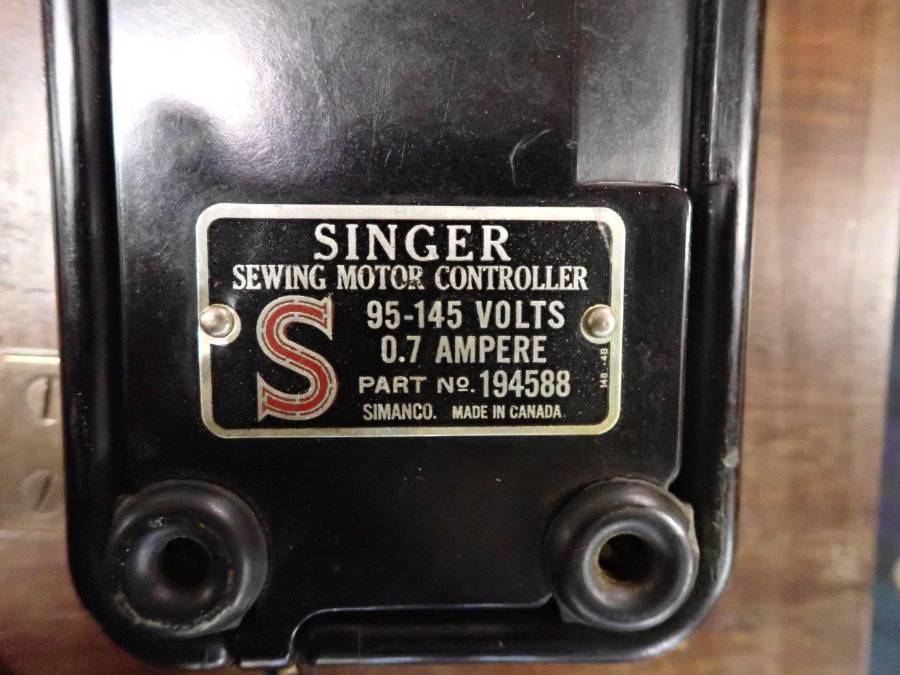 SINGER
SEWING MOTOR CONTROLLER
S
95-145 VOLTS
0.7 AMPERE
PART No. 194588
SIMANCO. MADE IN CANADA